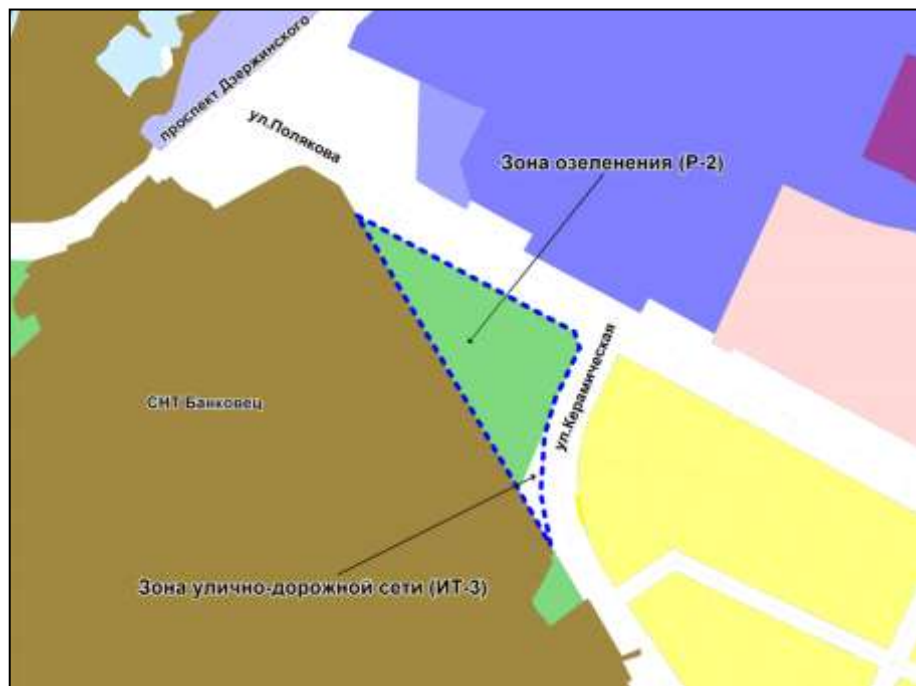 проспект Дзержинского
ул.Полякова
Зона озеленения (Р-2)
ул.Керамическая
СНТ Банковец
Зона улично-дорожной сети (ИТ-3)